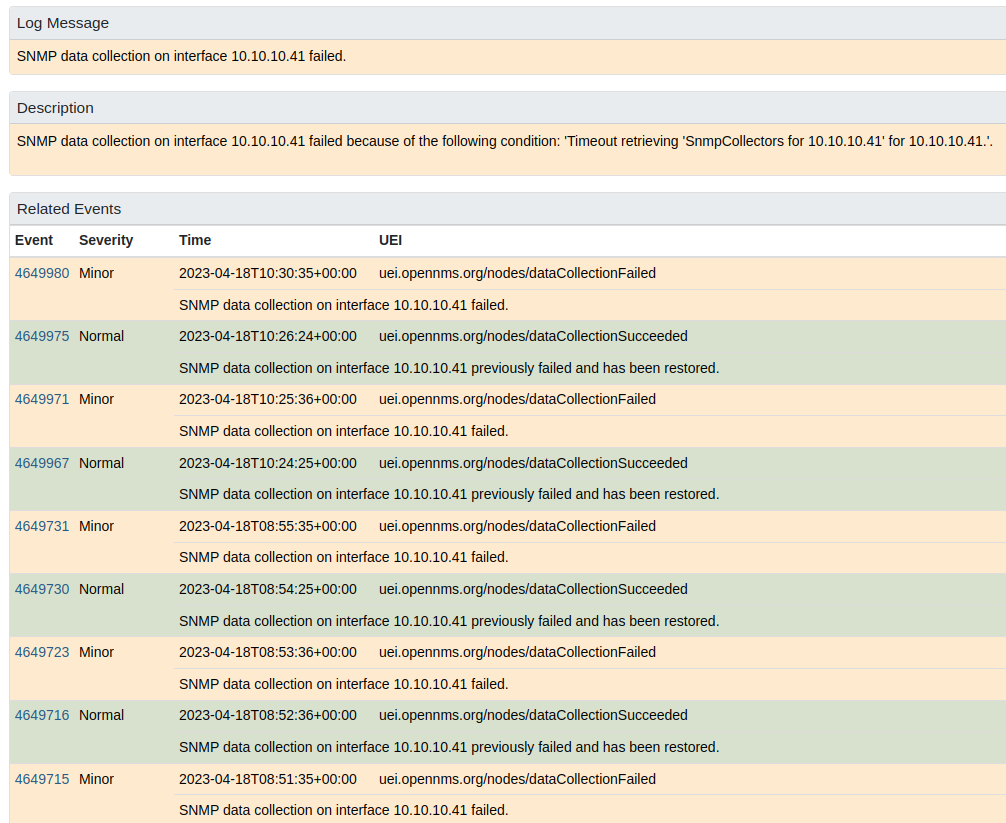 Log Message
SNMP data collection on interface 10.10.10.41 failed.
Description
SNMP data collection on interface 10.10.10.41 failed because of the following condition: 'Timeout retrieving 'SnmpCollectors for 10.10.10.41' for 10.10.10.41.'.
Related Events
Event Severity Time UEI
4649980 Minor 2023-04-18T10:30:35+00:00 uei.opennms.org/nodes/dataCollectionFailed
SNMP data collection on interface 10.10.10.41 failed.
4649975 Normal 2023-04-18T10:26:24+00:00 uei.opennms.org/nodes/dataCollectionSucceeded
SNMP data collection on interface 10.10.10.41 previously failed and has been restored.
4649971 Minor 2023-04-18T10:25:36+00:00 uei.opennms.org/nodes/dataCollectionFailed
SNMP data collection on interface 10.10.10.41 failed.
4649967 Normal 2023-04-18T10:24:25+00:00 uei.opennms.org/nodes/dataCollectionSucceeded
SNMP data collection on interface 10.10.10.41 previously failed and has been restored.
4649731 Minor 2023-04-18T08:55:35+00:00 uei.opennms.org/nodes/dataCollectionFailed
SNMP data collection on interface 10.10.10.41 failed.
4649730 Normal 2023-04-18T08:54:25+00:00 uei.opennms.org/nodes/dataCollectionSucceeded
SNMP data collection on interface 10.10.10.41 previously failed and has been restored.
4649723 Minor 2023-04-18T08:53:36+00:00 uei.opennms.org/nodes/dataCollectionFailed
SNMP data collection on interface 10.10.10.41 failed.
4649716 Normal 2023-04-18T08:52:36+00:00 uei.opennms.org/nodes/dataCollectionSucceeded
SNMP data collection on interface 10.10.10.41 previously failed and has been restored.
4649715 Minor 2023-04-18T08:51:35+00:00 uei.opennms.org/nodes/dataCollectionFailed
SNMP data collection on interface 10.10.10.41 failed.